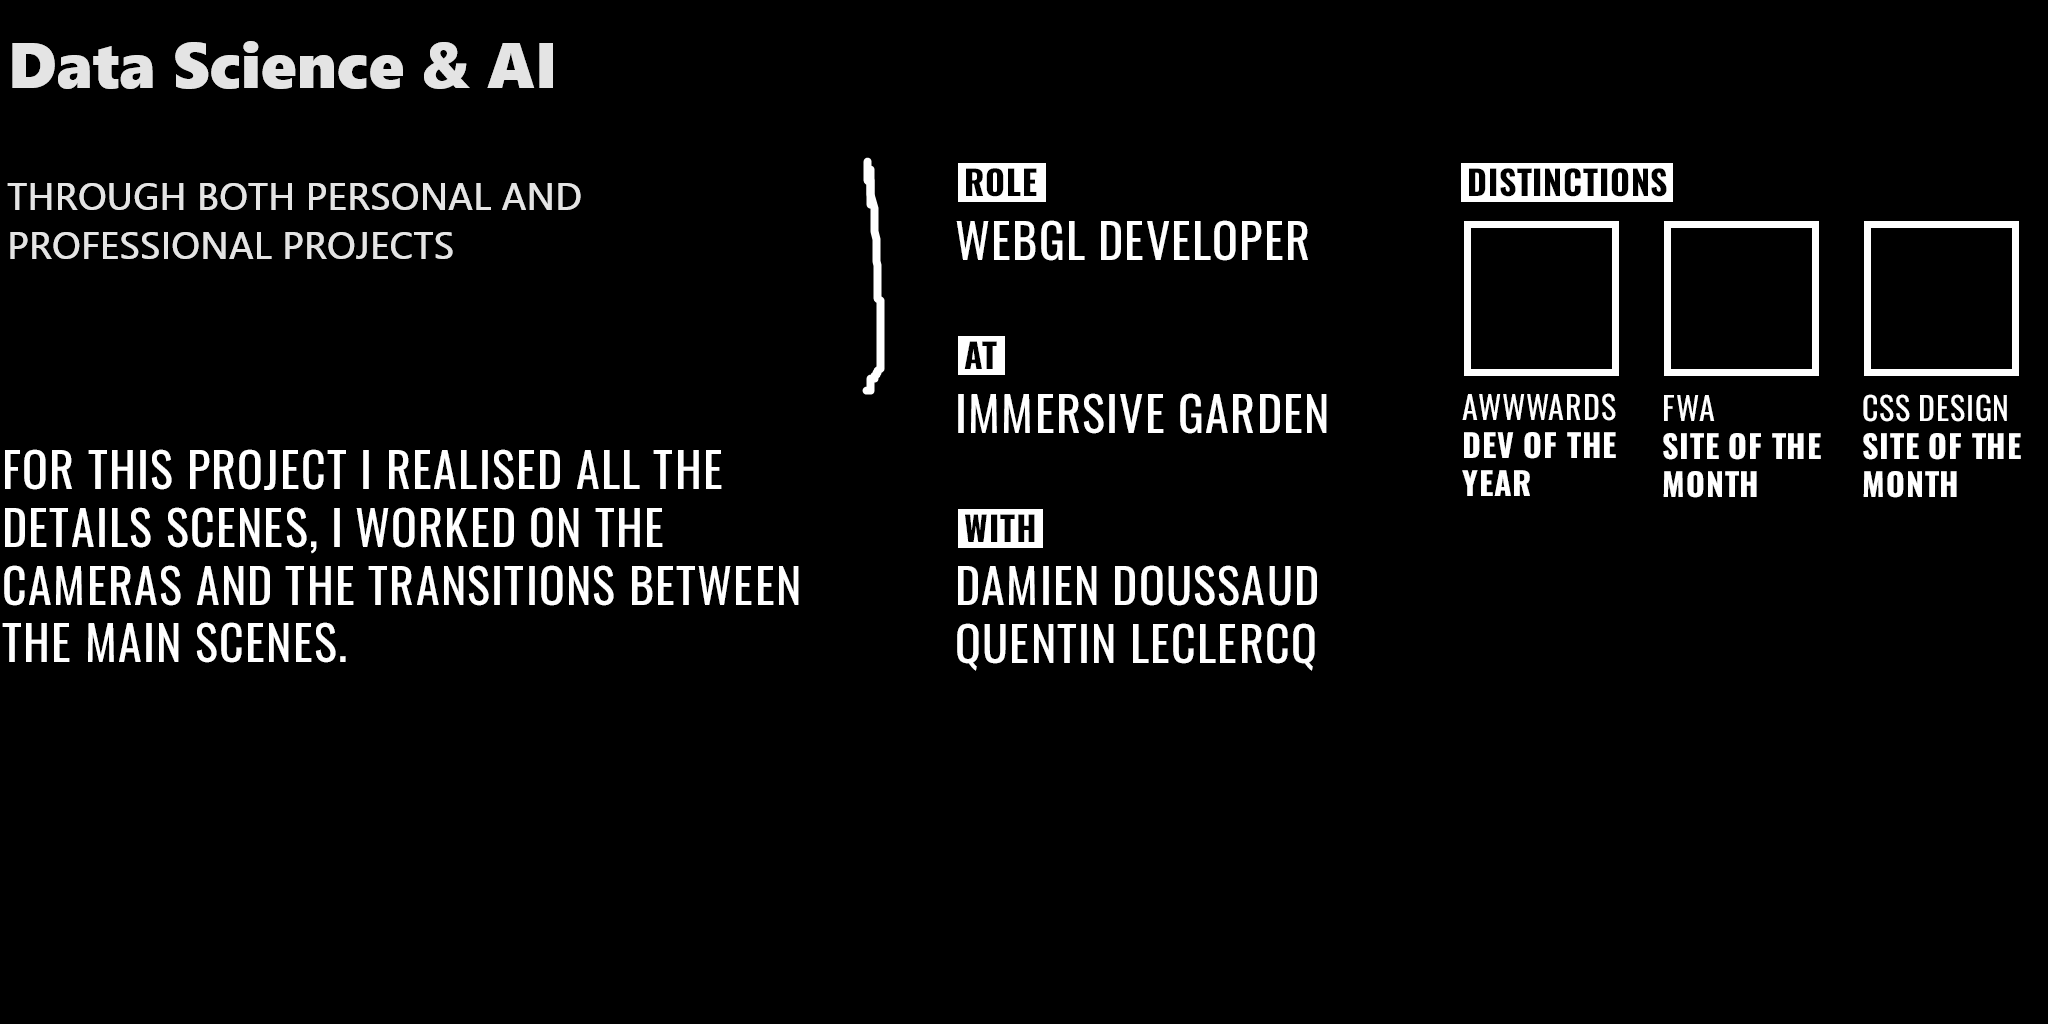 Data Science & AI
THROUGH BOTH PERSONAL AND
PROFESSIONAL PROJECTS
FOR THIS PROJECT I REALISED ALL THE
DETAILS SCENES, I WORKED ON THE
CAMERAS AND THE TRANSITIONS BETWEEN
THE MAIN SCENES.
ROLE
WEBGL DEVELOPER
AT
IMMERSIVE GARDEN
WITH
DAMIEN DOUSSAUD
QUENTIN LECLERCQ
DISTINCTIONS
AWWWARDS
DEV OF THE
YEAR
FWA
SITE OF THE
MONTH
CSS DESIGN
SITE OF THE
MONTH